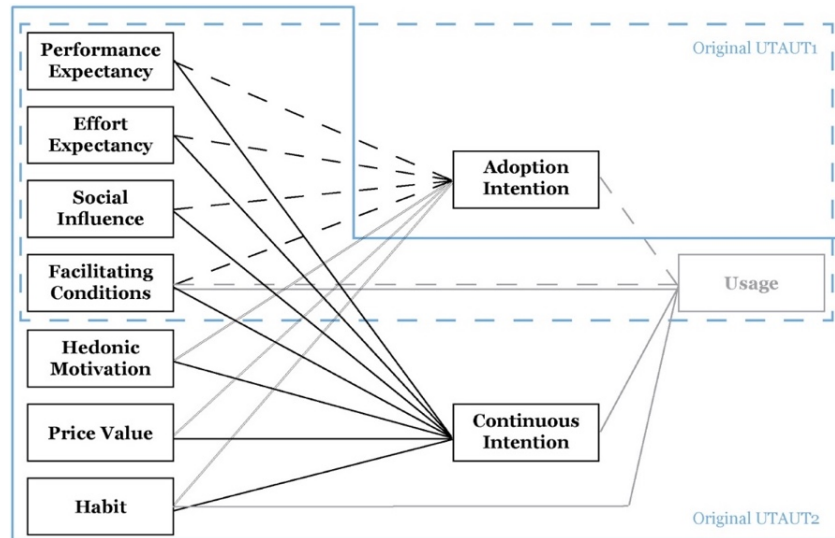 Original UTAUT1
Performance
Expectancy
Effort
Expectancy
Adoption
Intention
Social
Influence
Facilitating
Conditions
Usage
Hedonic
Motivation
Price Value
Continuous
Intention
Habit
Original UTAUT2